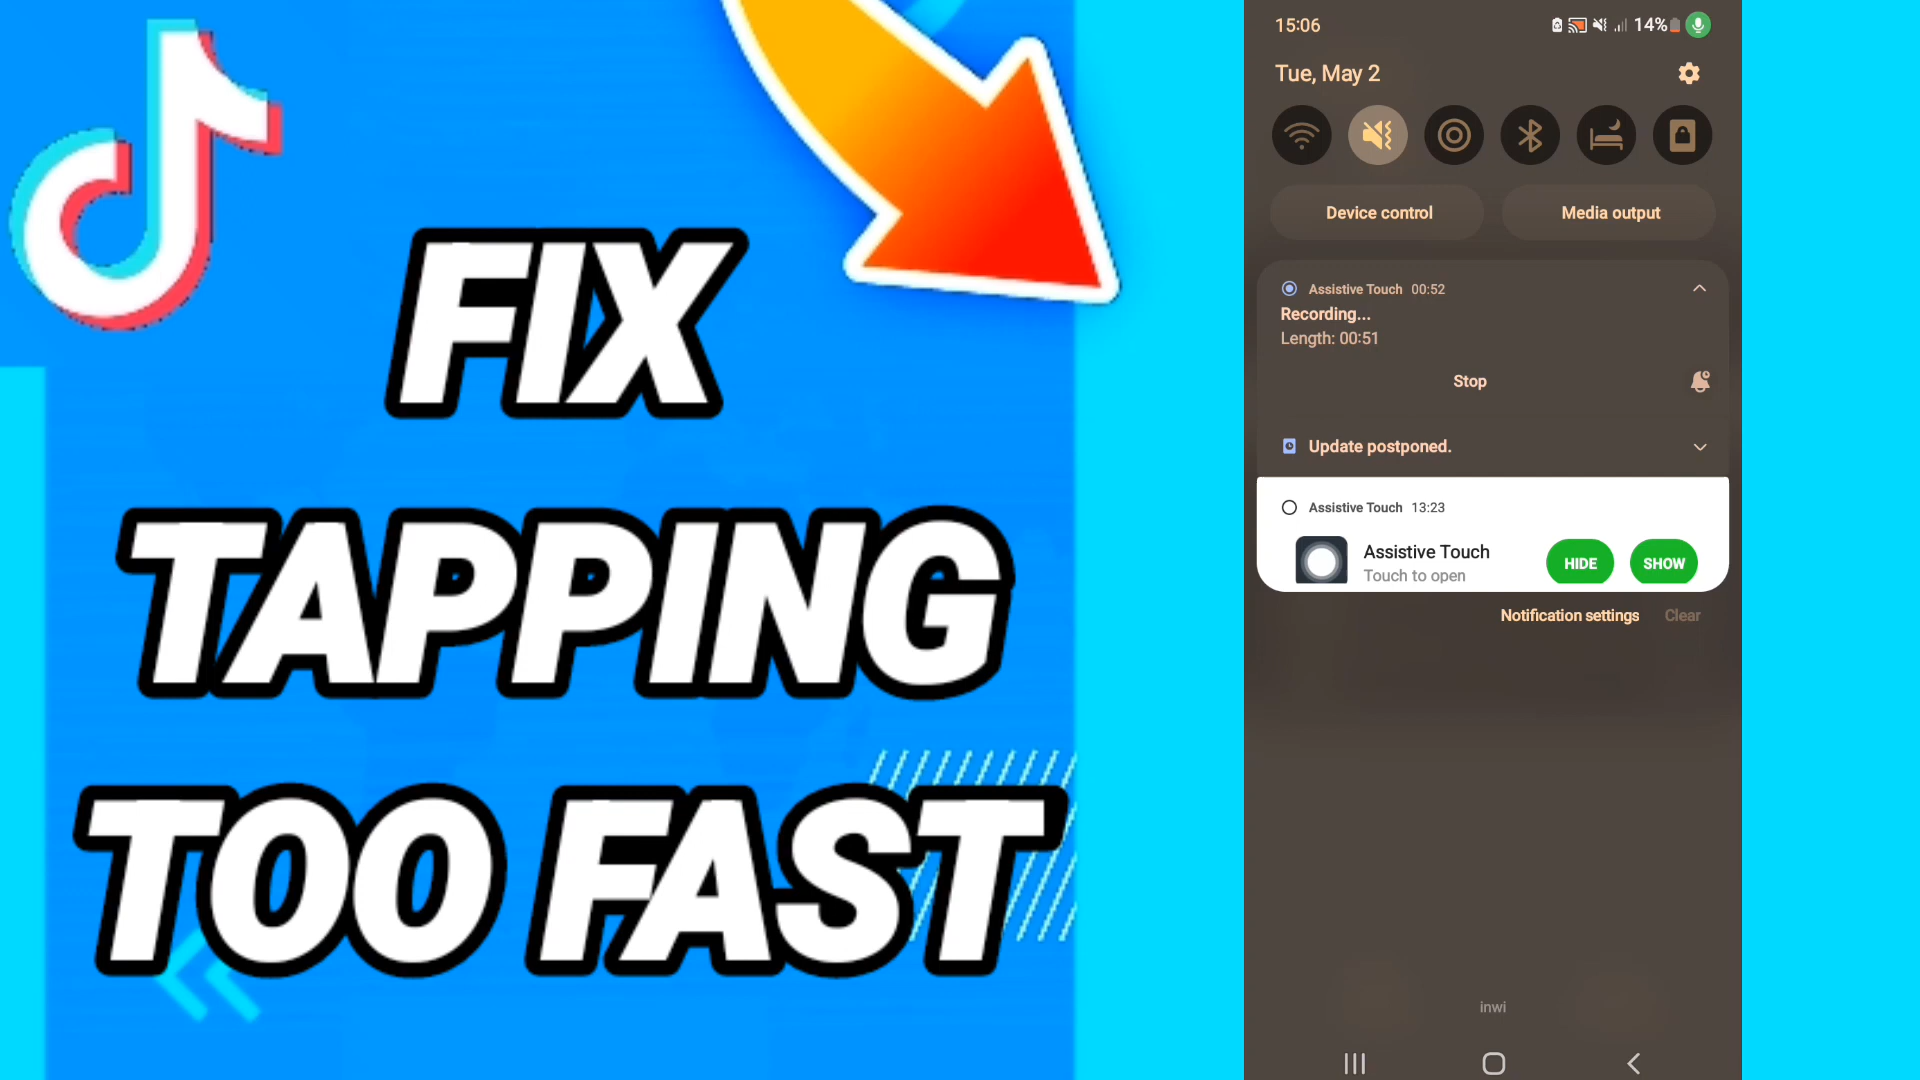 FIX
TAPPING
TOO FAST
15:06
14%
Tue, May 2
Device control
Media output
Assistive Touch 00:52
Recording...
Length: 00:51
Stop
Update postponed.
Assistive Touch 13:23
Assistive Touch
Touch to open
HIDE
SHOW
Notification settings
Clear
inwi